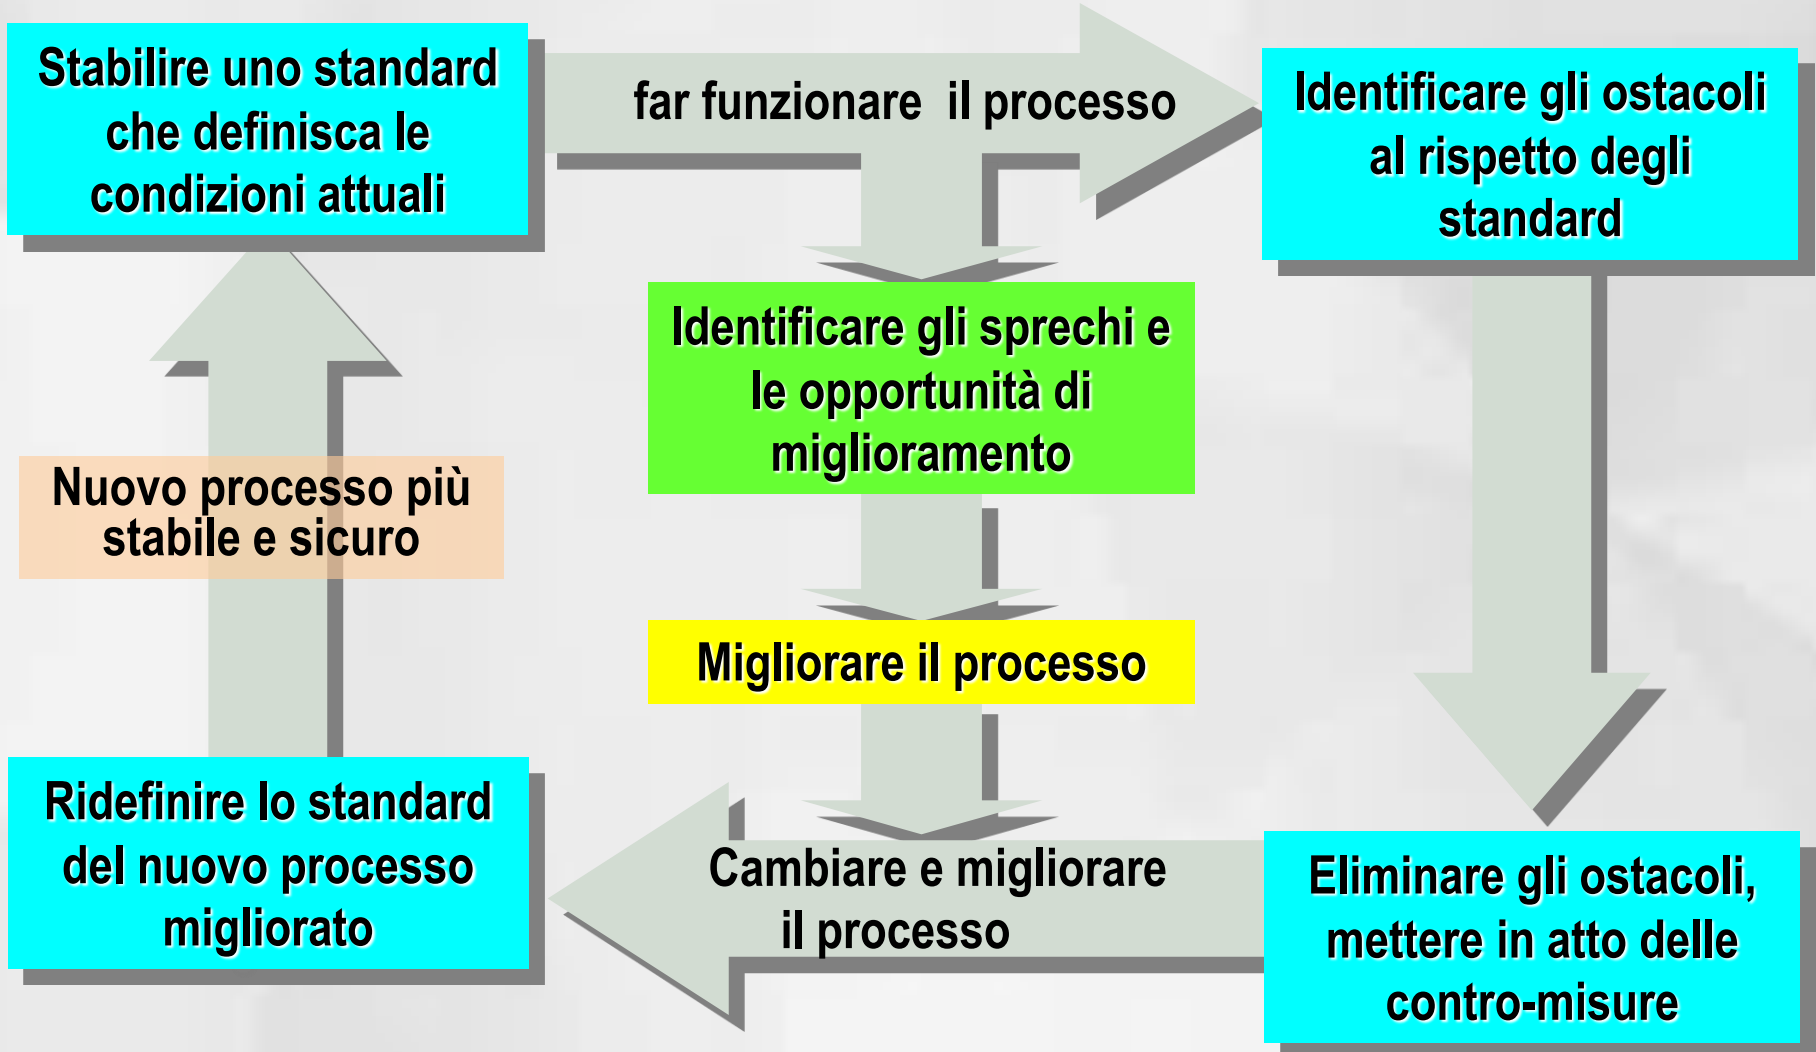 Stabilire uno standard
che definisca le
condizioni attuali
far funzionare il processo
Identificare gli ostacoli
al rispetto degli
standard
Identificare gli sprechi e
le opportunità di
miglioramento
Nuovo processo più
stabile e sicuro
Migliorare il processo
Ridefinire lo standard
del nuovo processo
migliorato
Cambiare e migliorare
il processo
Eliminare gli ostacoli,
mettere in atto delle
contro-misure